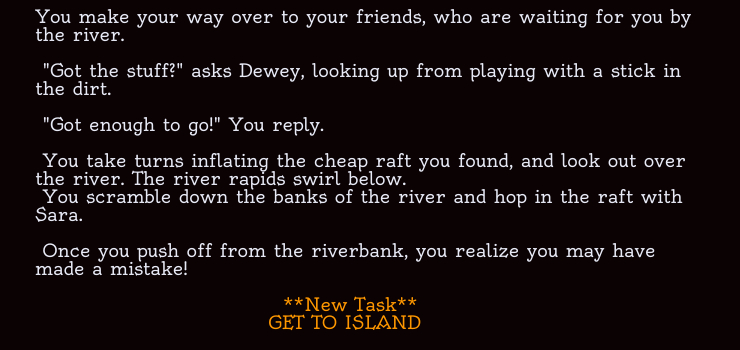 You make your way over to your friends, who are waiting for you by
the river.
"Got the stuff?" asks Dewey, looking up from playing with a stick in
the dirt.
"Got enough to go!" You reply.
You take turns inflating the cheap raft you found, and look out over
the river. The river rapids swirl below.
You scramble down the banks of the river and hop in the raft with
Sara.
Once you push off from the riverbank, you realize you may have
made a mistake!
**New Task**
GET TO ISLAND